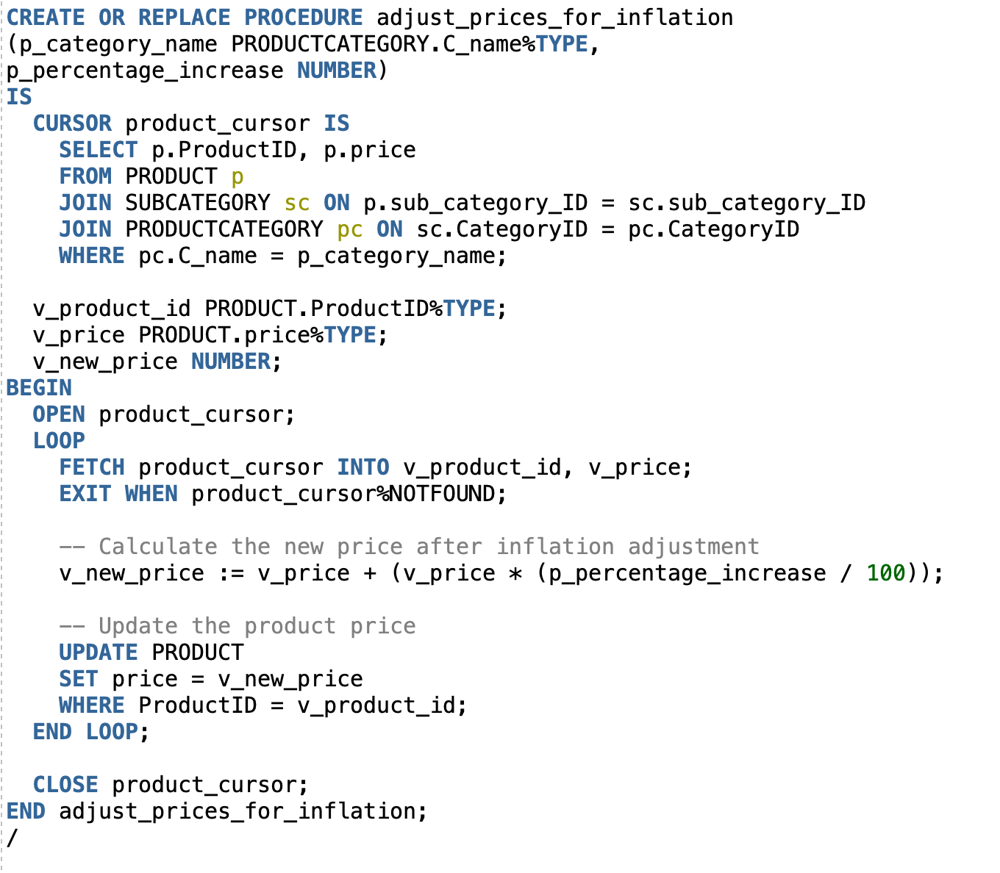 CREATE OR REPLACE PROCEDURE adjust_prices_for_inflation
(p_category_name PRODUCTCATEGORY.C_name%TYPE,
p_percentage_increase NUMBER)
IS
  CURSOR product_cursor IS
    SELECT p.ProductID, p.price
    FROM PRODUCT p
    JOIN SUBCATEGORY sc ON p.sub_category_ID = sc.sub_category_ID
    JOIN PRODUCTCATEGORY pc ON sc.CategoryID = pc.CategoryID
    WHERE pc.C_name = p_category_name;

  v_product_id PRODUCT.ProductID%TYPE;
  v_price PRODUCT.price%TYPE;
  v_new_price NUMBER;
BEGIN
  OPEN product_cursor;
  LOOP
    FETCH product_cursor INTO v_product_id, v_price;
    EXIT WHEN product_cursor%NOTFOUND;

    -- Calculate the new price after inflation adjustment
    v_new_price := v_price + (v_price * (p_percentage_increase / 100));

    -- Update the product price
    UPDATE PRODUCT
    SET price = v_new_price
    WHERE ProductID = v_product_id;
  END LOOP;

  CLOSE product_cursor;
END adjust_prices_for_inflation;
/